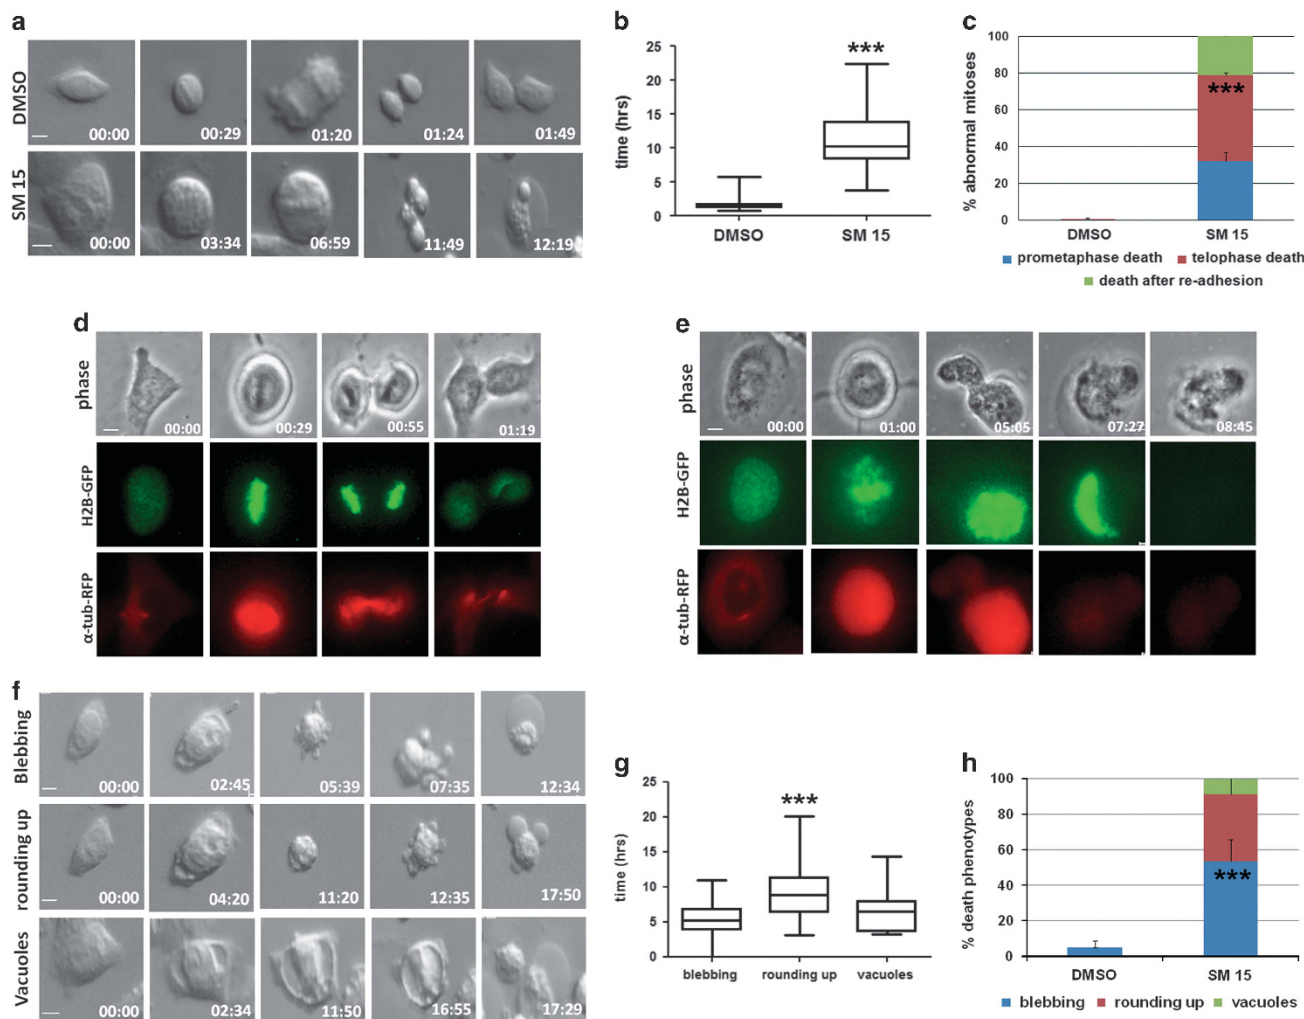 a
DMSO
00:00 00:29 01:20 01:24 01:49
SM 15
00:00 03:34 06:59 11:49 12:19
b
25
20
15
10
5
0
time (hrs)
***
DMSO SM 15
c
100
80
60
40
20
0
% abnormal mitoses
***
DMSO SM 15
prometaphase death telophase death
death after re-adhesion
d
phase
00:00 00:29 00:55 01:19
H2B-GFP
α-tub-RFP
e
phase
00:00 01:00 05:05 07:27 08:45
H2B-GFP
α-tub-RFP
f
Blebbing
00:00 02:45 05:39 07:35 12:34
rounding up
00:00 04:20 11:20 12:35 17:50
Vacuoles
00:00 02:34 11:50 16:55 17:29
g
25
20
15
10
5
0
time (hrs)
***
blebbing rounding up vacuoles
h
100
80
60
40
20
0
% death phenotypes
***
DMSO SM 15
blebbing rounding up vacuoles